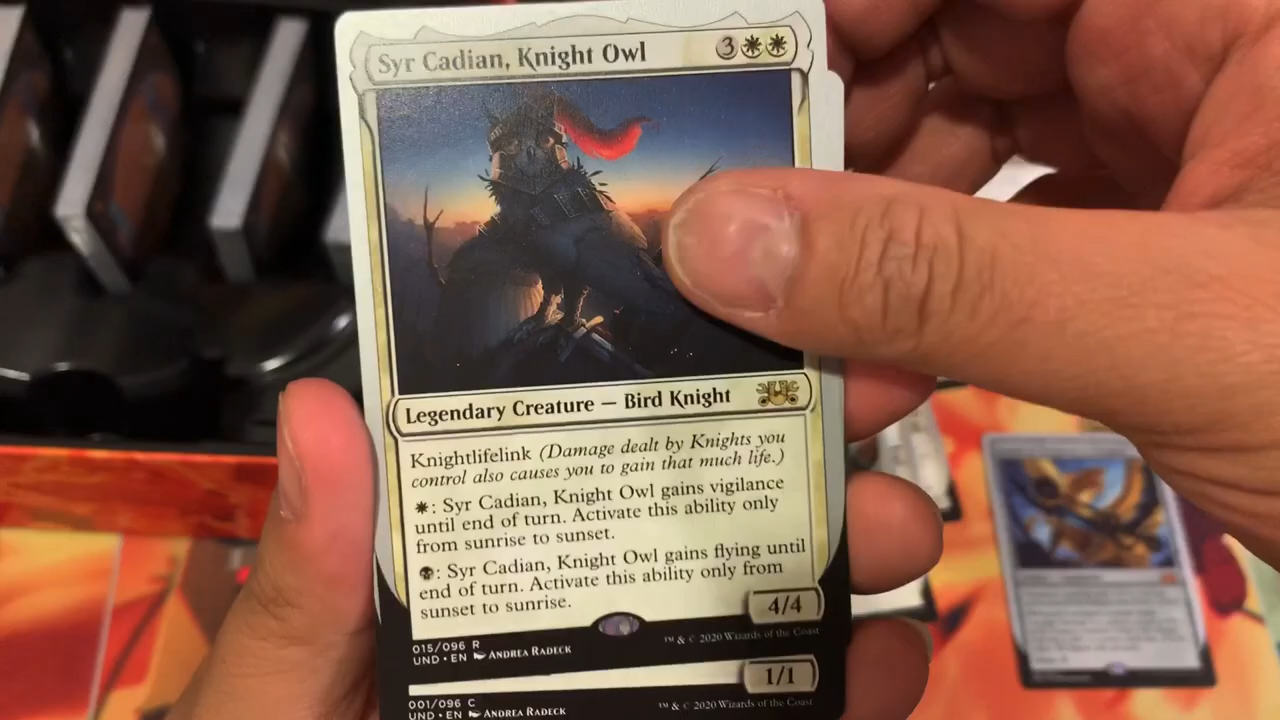 Syr Cadian, Knight Owl 3
Legendary Creature — Bird Knight
Knightlifelink (Damage dealt by Knights you
control also causes you to gain that much life.)
: Syr Cadian, Knight Owl gains vigilance
until end of turn. Activate this ability only
from sunrise to sunset.
: Syr Cadian, Knight Owl gains flying until
end of turn. Activate this ability only from
sunset to sunrise.
4/4
015/096 R
UND • EN ANDREA RADECK
™ & © 2020 Wizards of the Coast
1/1
001/096 C
UND • EN ANDREA RADECK
™ & © 2020 Wizards of the Coast